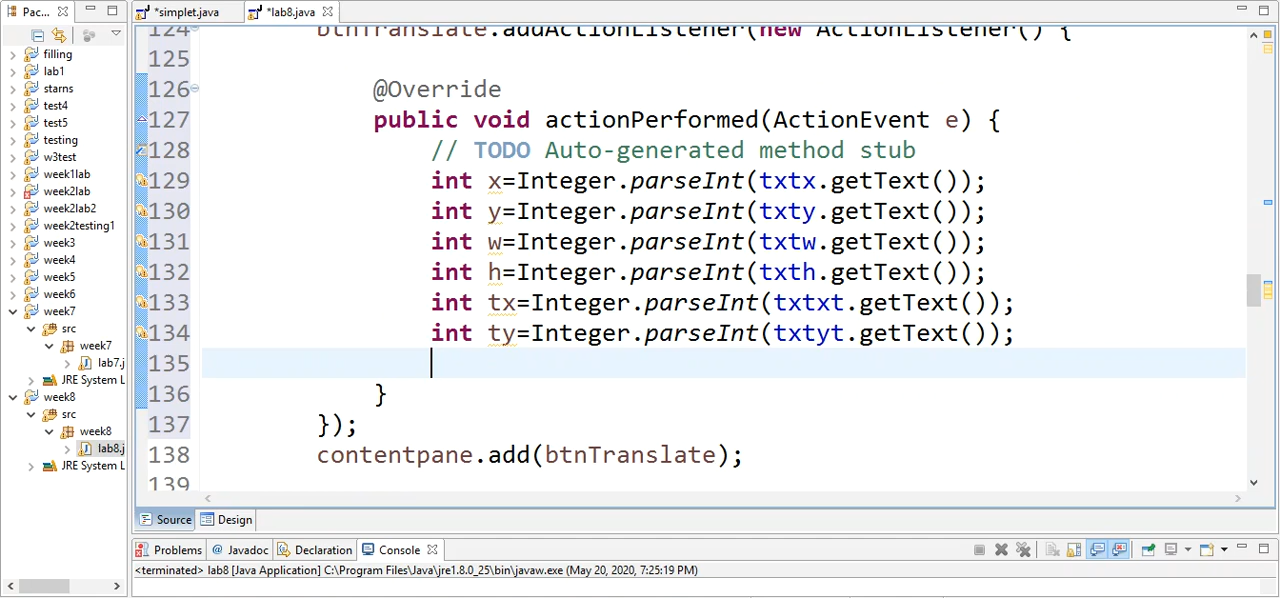 Pac...
*simplet.java
*lab8.java
filling
lab1
starns
test4
test5
testing
w3test
week1lab
week2lab
week2lab2
week2testing1
week3
week4
week5
week6
week7
src
week7
lab7.j
JRE System L
week8
src
week8
lab8.j
JRE System L
124 btnTranslate.addActionListener(new ActionListener() {
125
126 @Override
127 public void actionPerformed(ActionEvent e) {
128 // TODO Auto-generated method stub
129 int x=Integer.parseInt(txtx.getText());
130 int y=Integer.parseInt(txty.getText());
131 int w=Integer.parseInt(txtw.getText());
132 int h=Integer.parseInt(txth.getText());
133 int tx=Integer.parseInt(txtxt.getText());
134 int ty=Integer.parseInt(txtyt.getText());
135
136 }
137 });
138 contentpane.add(btnTranslate);
139
Source Design
Problems @ Javadoc Declaration Console
<terminated> lab8 [Java Application] C:\Program Files\Java\jre1.8.0_25\bin\javaw.exe (May 20, 2020, 7:25:19 PM)